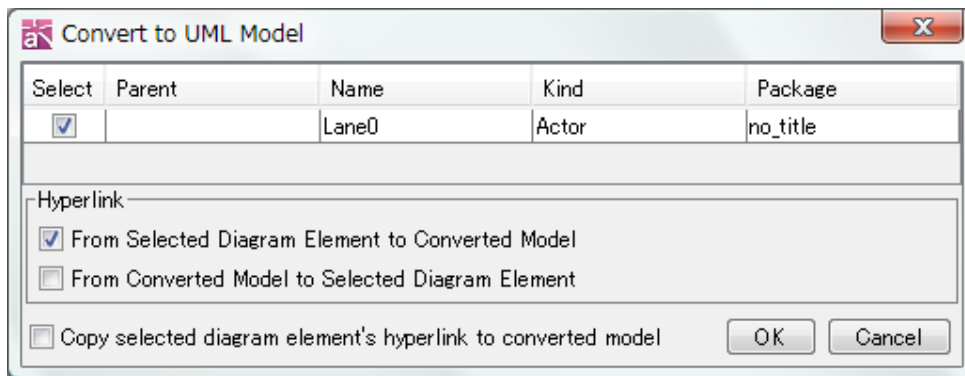 Convert to UML Model
Select Parent Name Kind Package
Lane0 Actor no_title
Hyperlink
From Selected Diagram Element to Converted Model
From Converted Model to Selected Diagram Element
Copy selected diagram element's hyperlink to converted model OK Cancel